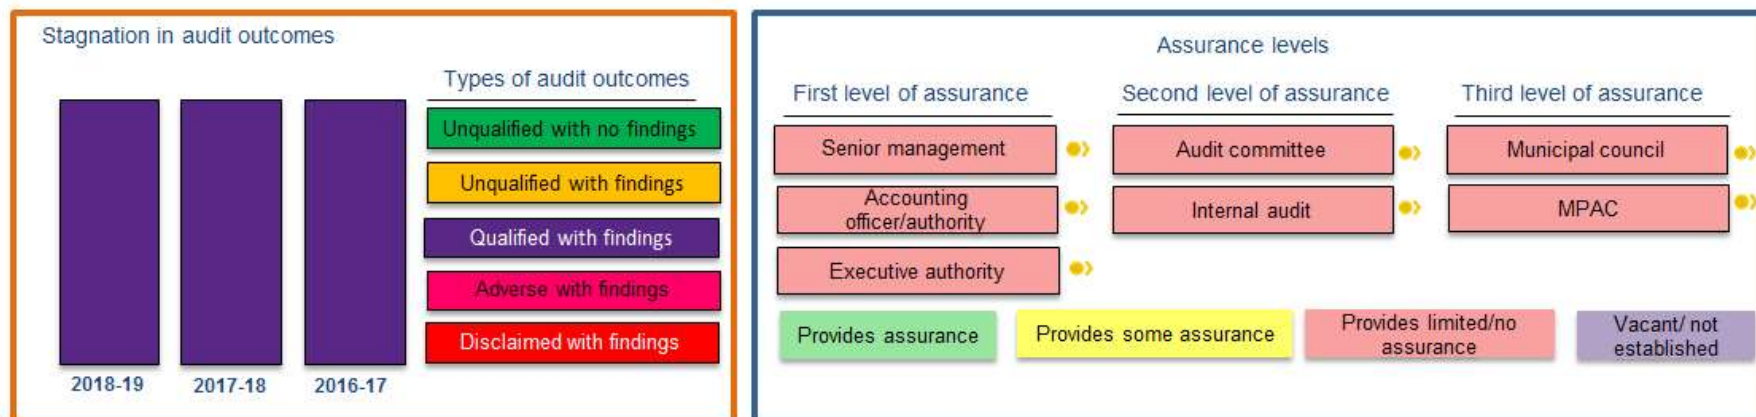 Stagnation in audit outcomes
Types of audit outcomes
Unqualified with no findings
Unqualified with findings
Qualified with findings
Adverse with findings
Disclaimed with findings
2018-19
2017-18
2016-17
Assurance levels
First level of assurance
Second level of assurance
Third level of assurance
Senior management
Audit committee
Municipal council
Accounting
officer/authority
Internal audit
MPAC
Executive authority
Provides assurance
Provides some assurance
Provides limited/no
assurance
Vacant/ not
established